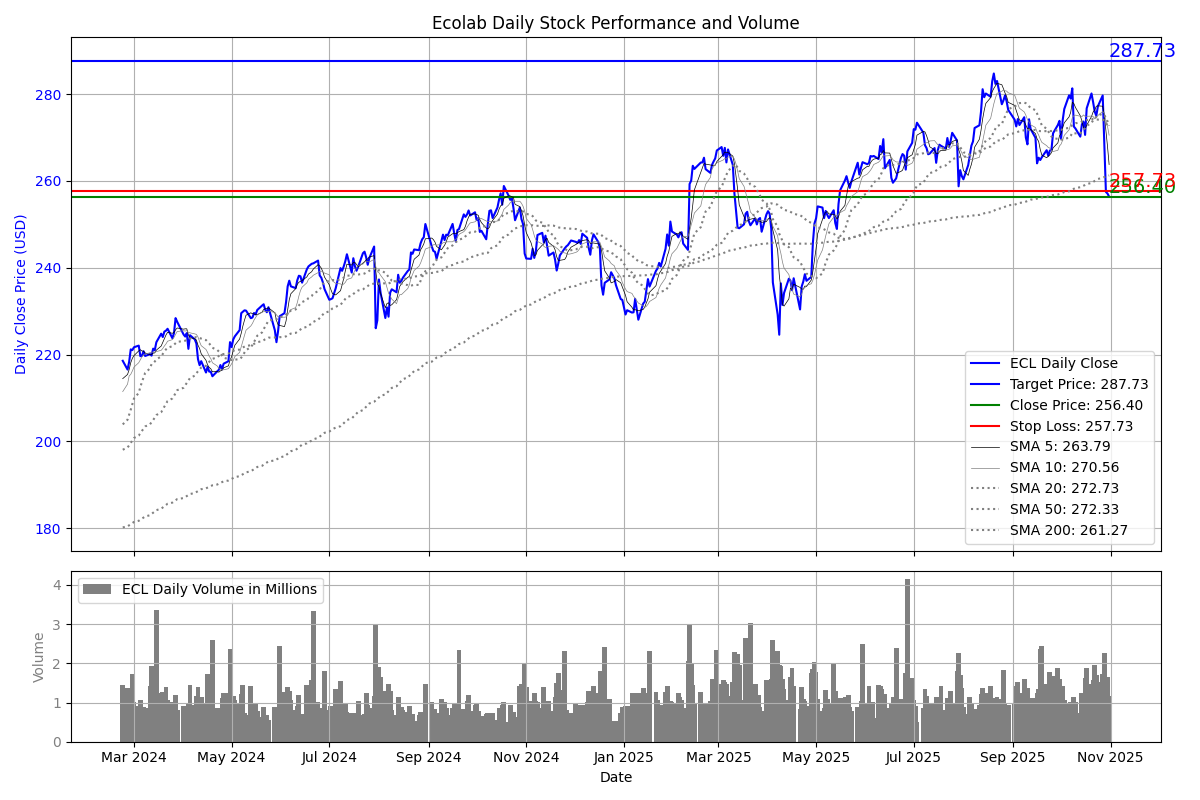 Ecolab Daily Stock Performance and Volume
287.73
257.73
256.40
Daily Close Price (USD)
280
260
240
220
200
180
ECL Daily Close
Target Price: 287.73
Close Price: 256.40
Stop Loss: 257.73
SMA 5: 263.79
SMA 10: 270.56
SMA 20: 272.73
SMA 50: 272.33
SMA 200: 261.27
Volume
4
3
2
1
0
ECL Daily Volume in Millions
Mar 2024 May 2024 Jul 2024 Sep 2024 Nov 2024 Jan 2025 Mar 2025 May 2025 Jul 2025 Sep 2025 Nov 2025
Date